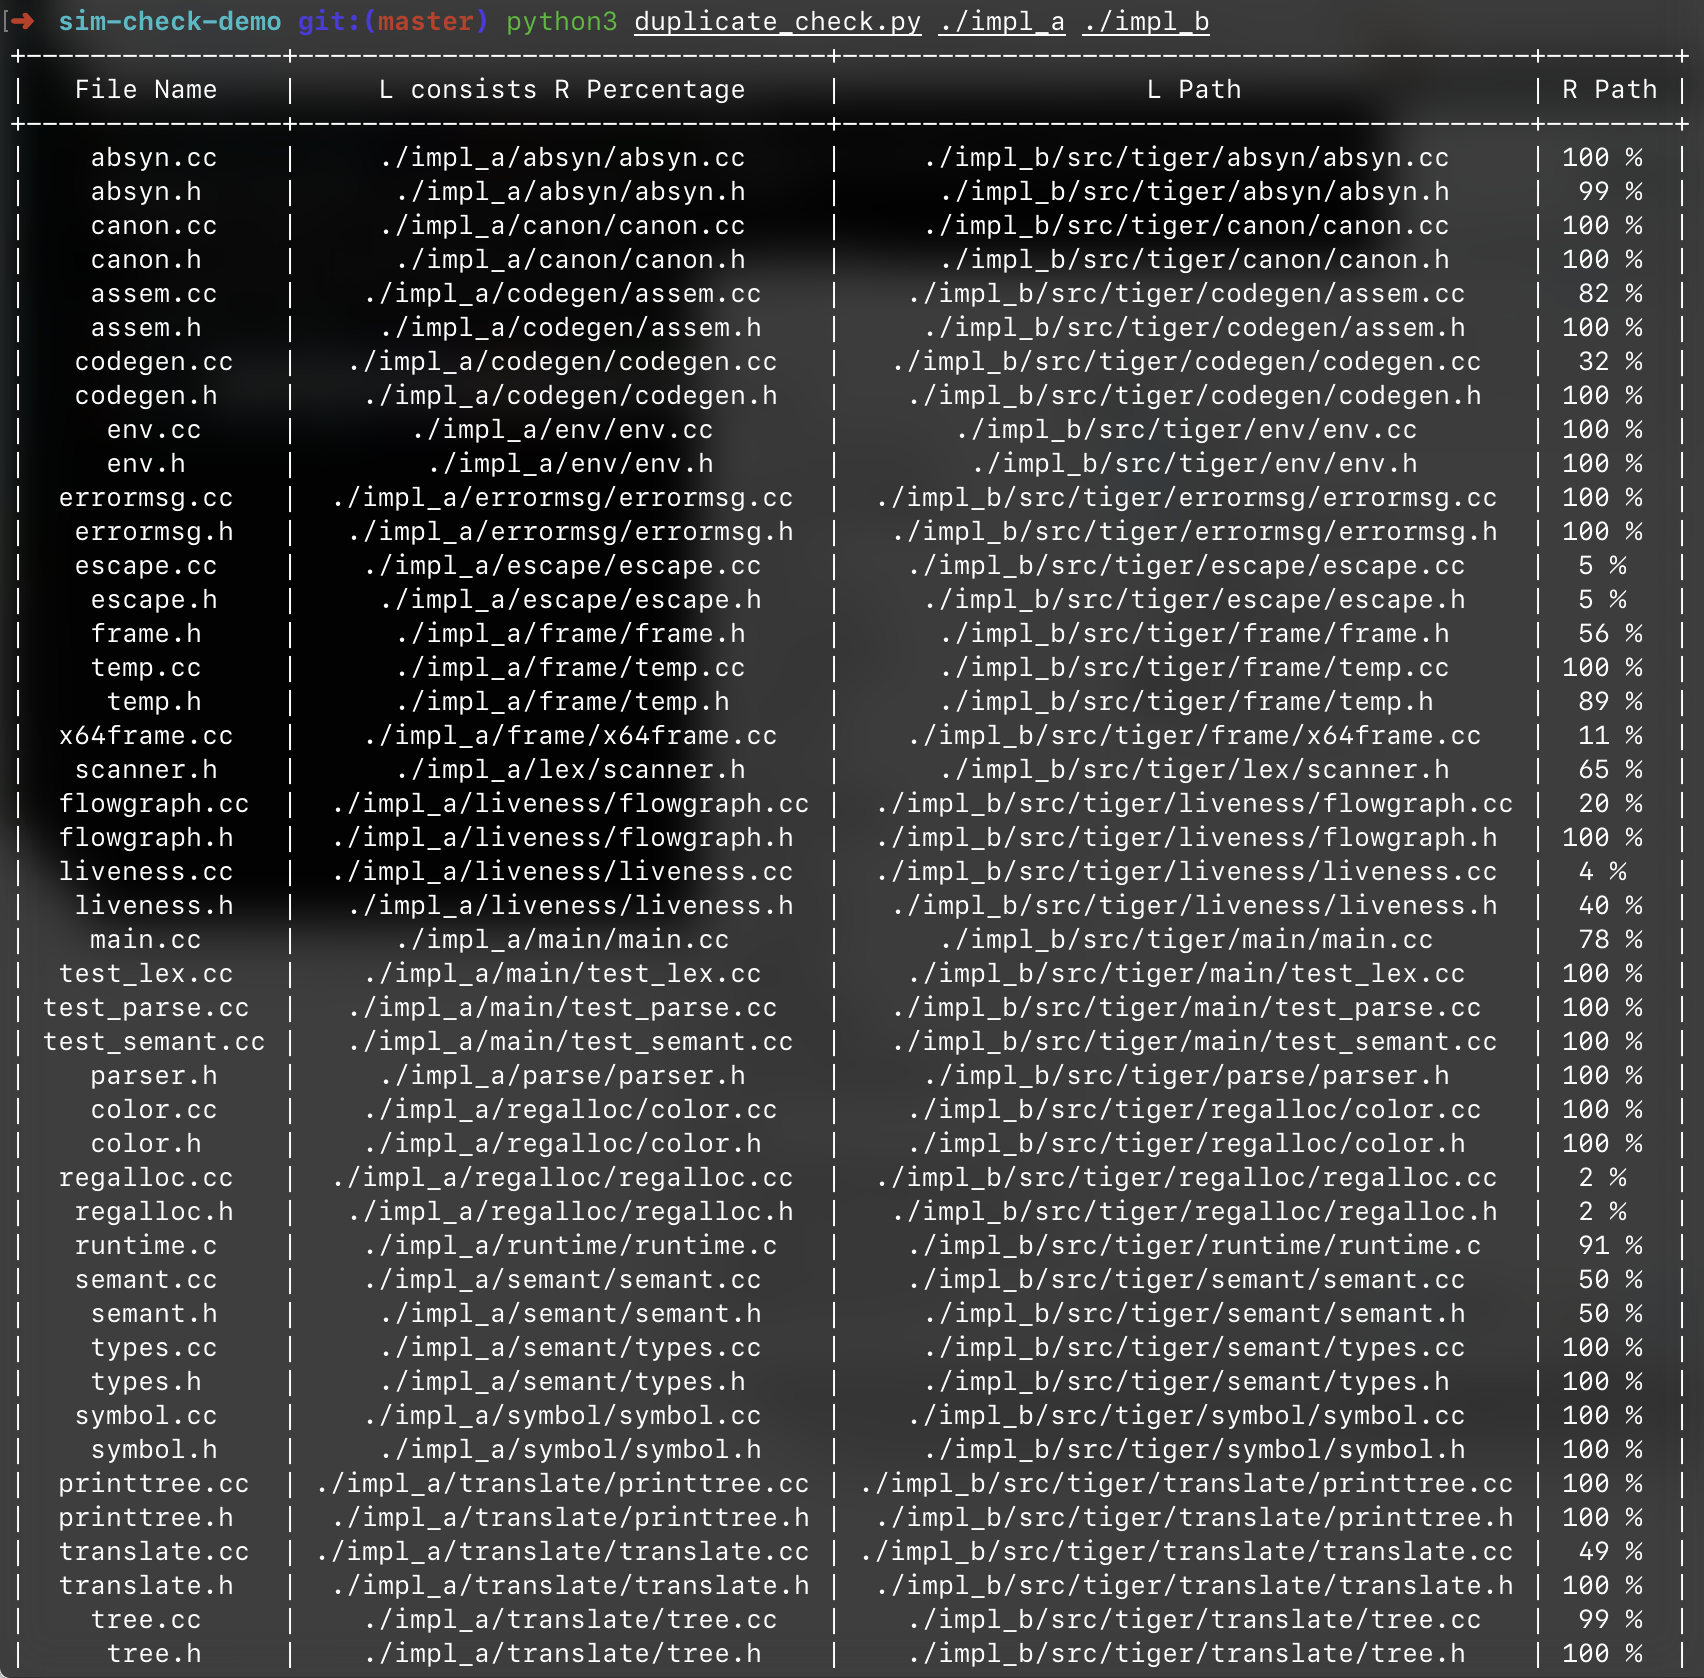 [➜ sim-check-demo git:(master) python3 duplicate_check.py ./impl_a ./impl_b
+----------------+----------------------------------+--------------------------------------------+--------+
| File Name | L consists R Percentage | L Path | R Path |
+----------------+----------------------------------+--------------------------------------------+--------+
| absyn.cc | ./impl_a/absyn/absyn.cc | ./impl_b/src/tiger/absyn/absyn.cc | 100 % |
| absyn.h | ./impl_a/absyn/absyn.h | ./impl_b/src/tiger/absyn/absyn.h | 99 % |
| canon.cc | ./impl_a/canon/canon.cc | ./impl_b/src/tiger/canon/canon.cc | 100 % |
| canon.h | ./impl_a/canon/canon.h | ./impl_b/src/tiger/canon/canon.h | 100 % |
| assem.cc | ./impl_a/codegen/assem.cc | ./impl_b/src/tiger/codegen/assem.cc | 82 % |
| assem.h | ./impl_a/codegen/assem.h | ./impl_b/src/tiger/codegen/assem.h | 100 % |
| codegen.cc | ./impl_a/codegen/codegen.cc | ./impl_b/src/tiger/codegen/codegen.cc | 32 % |
| codegen.h | ./impl_a/codegen/codegen.h | ./impl_b/src/tiger/codegen/codegen.h | 100 % |
| env.cc | ./impl_a/env/env.cc | ./impl_b/src/tiger/env/env.cc | 100 % |
| env.h | ./impl_a/env/env.h | ./impl_b/src/tiger/env/env.h | 100 % |
| errormsg.cc | ./impl_a/errormsg/errormsg.cc | ./impl_b/src/tiger/errormsg/errormsg.cc | 100 % |
| errormsg.h | ./impl_a/errormsg/errormsg.h | ./impl_b/src/tiger/errormsg/errormsg.h | 100 % |
| escape.cc | ./impl_a/escape/escape.cc | ./impl_b/src/tiger/escape/escape.cc | 5 % |
| escape.h | ./impl_a/escape/escape.h | ./impl_b/src/tiger/escape/escape.h | 5 % |
| frame.h | ./impl_a/frame/frame.h | ./impl_b/src/tiger/frame/frame.h | 56 % |
| temp.cc | ./impl_a/frame/temp.cc | ./impl_b/src/tiger/frame/temp.cc | 100 % |
| temp.h | ./impl_a/frame/temp.h | ./impl_b/src/tiger/frame/temp.h | 89 % |
| x64frame.cc | ./impl_a/frame/x64frame.cc | ./impl_b/src/tiger/frame/x64frame.cc | 11 % |
| scanner.h | ./impl_a/lex/scanner.h | ./impl_b/src/tiger/lex/scanner.h | 65 % |
| flowgraph.cc | ./impl_a/liveness/flowgraph.cc | ./impl_b/src/tiger/liveness/flowgraph.cc | 20 % |
| flowgraph.h | ./impl_a/liveness/flowgraph.h | ./impl_b/src/tiger/liveness/flowgraph.h | 100 % |
| liveness.cc | ./impl_a/liveness/liveness.cc | ./impl_b/src/tiger/liveness/liveness.cc | 4 % |
| liveness.h | ./impl_a/liveness/liveness.h | ./impl_b/src/tiger/liveness/liveness.h | 40 % |
| main.cc | ./impl_a/main/main.cc | ./impl_b/src/tiger/main/main.cc | 78 % |
| test_lex.cc | ./impl_a/main/test_lex.cc | ./impl_b/src/tiger/main/test_lex.cc | 100 % |
| test_parse.cc | ./impl_a/main/test_parse.cc | ./impl_b/src/tiger/main/test_parse.cc | 100 % |
| test_semant.cc | ./impl_a/main/test_semant.cc | ./impl_b/src/tiger/main/test_semant.cc | 100 % |
| parser.h | ./impl_a/parse/parser.h | ./impl_b/src/tiger/parse/parser.h | 100 % |
| color.cc | ./impl_a/regalloc/color.cc | ./impl_b/src/tiger/regalloc/color.cc | 100 % |
| color.h | ./impl_a/regalloc/color.h | ./impl_b/src/tiger/regalloc/color.h | 100 % |
| regalloc.cc | ./impl_a/regalloc/regalloc.cc | ./impl_b/src/tiger/regalloc/regalloc.cc | 2 % |
| regalloc.h | ./impl_a/regalloc/regalloc.h | ./impl_b/src/tiger/regalloc/regalloc.h | 2 % |
| runtime.c | ./impl_a/runtime/runtime.c | ./impl_b/src/tiger/runtime/runtime.c | 91 % |
| semant.cc | ./impl_a/semant/semant.cc | ./impl_b/src/tiger/semant/semant.cc | 50 % |
| semant.h | ./impl_a/semant/semant.h | ./impl_b/src/tiger/semant/semant.h | 50 % |
| types.cc | ./impl_a/semant/types.cc | ./impl_b/src/tiger/semant/types.cc | 100 % |
| types.h | ./impl_a/semant/types.h | ./impl_b/src/tiger/semant/types.h | 100 % |
| symbol.cc | ./impl_a/symbol/symbol.cc | ./impl_b/src/tiger/symbol/symbol.cc | 100 % |
| symbol.h | ./impl_a/symbol/symbol.h | ./impl_b/src/tiger/symbol/symbol.h | 100 % |
| printtree.cc | ./impl_a/translate/printtree.cc | ./impl_b/src/tiger/translate/printtree.cc | 100 % |
| printtree.h | ./impl_a/translate/printtree.h | ./impl_b/src/tiger/translate/printtree.h | 100 % |
| translate.cc | ./impl_a/translate/translate.cc | ./impl_b/src/tiger/translate/translate.cc | 49 % |
| translate.h | ./impl_a/translate/translate.h | ./impl_b/src/tiger/translate/translate.h | 100 % |
| tree.cc | ./impl_a/translate/tree.cc | ./impl_b/src/tiger/translate/tree.cc | 99 % |
| tree.h | ./impl_a/translate/tree.h | ./impl_b/src/tiger/translate/tree.h | 100 % |